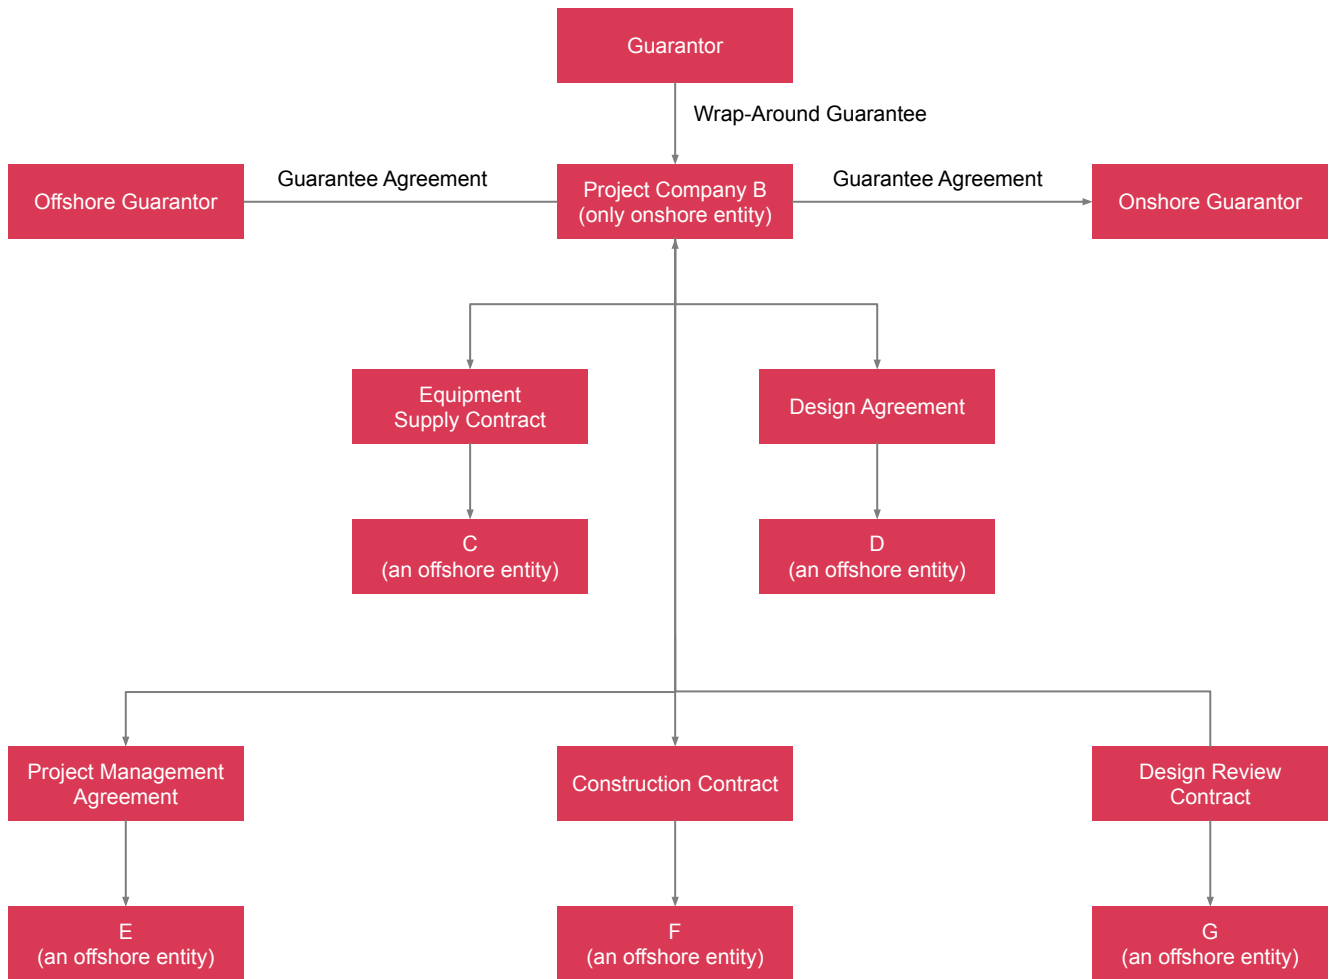 Guarantor
Wrap-Around Guarantee
Offshore Guarantor
Guarantee Agreement
Project Company B
(only onshore entity)
Guarantee Agreement
Onshore Guarantor
Equipment
Supply Contract
Design Agreement
C
(an offshore entity)
D
(an offshore entity)
Project Management
Agreement
Construction Contract
Design Review
Contract
E
(an offshore entity)
F
(an offshore entity)
G
(an offshore entity)